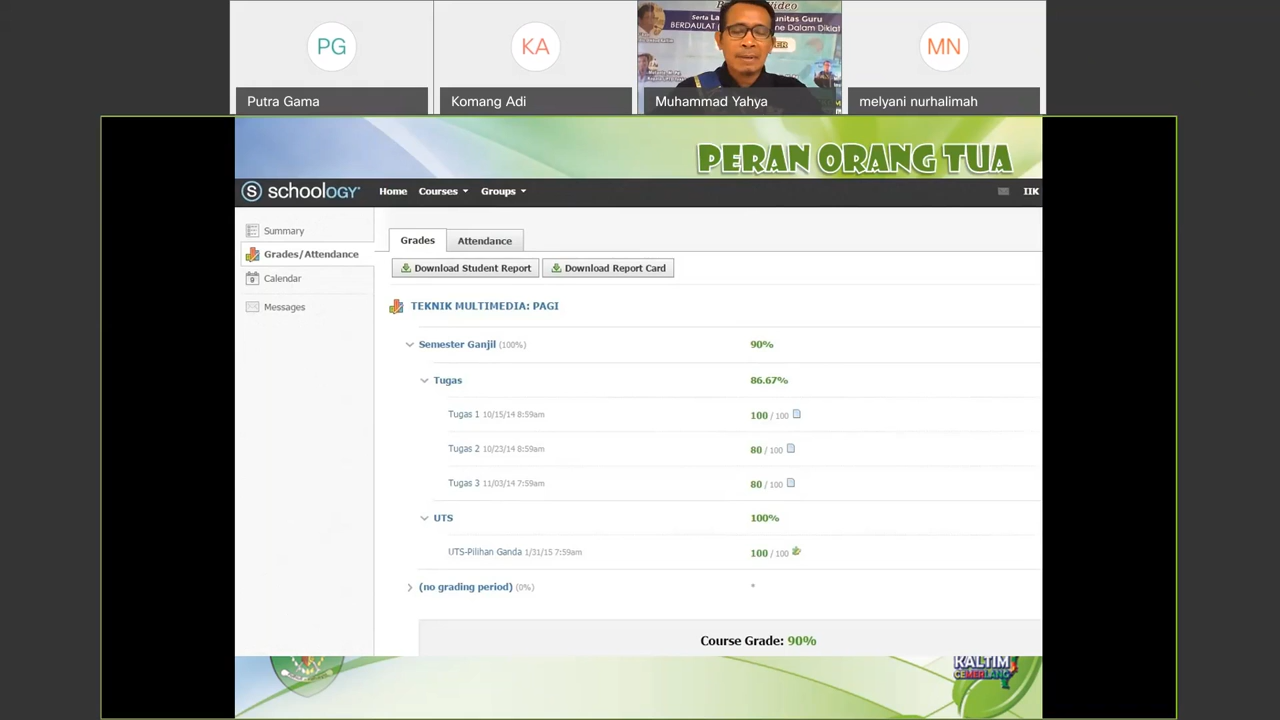 PG
KA
MN
Serta
BERDAULAT
Putra Gama
Komang Adi
Muhammad Yahya
melyani nurhalimah
PERAN ORANG TUA
S schoology
Home Courses Groups
IIK
Summary
Grades/Attendance
Calendar
Messages
Grades Attendance
Download Student Report Download Report Card
TEKNIK MULTIMEDIA: PAGI
Semester Ganjil (100%) 90%
Tugas 86.67%
Tugas 1 10/15/14 8:59am 100 / 100
Tugas 2 10/23/14 8:59am 80 / 100
Tugas 3 11/03/14 7:59am 80 / 100
UTS 100%
UTS-Pilihan Ganda 1/31/15 7:59am 100 / 100
(no grading period) (0%) *
Course Grade: 90%
KALTIM
CEMERLANG